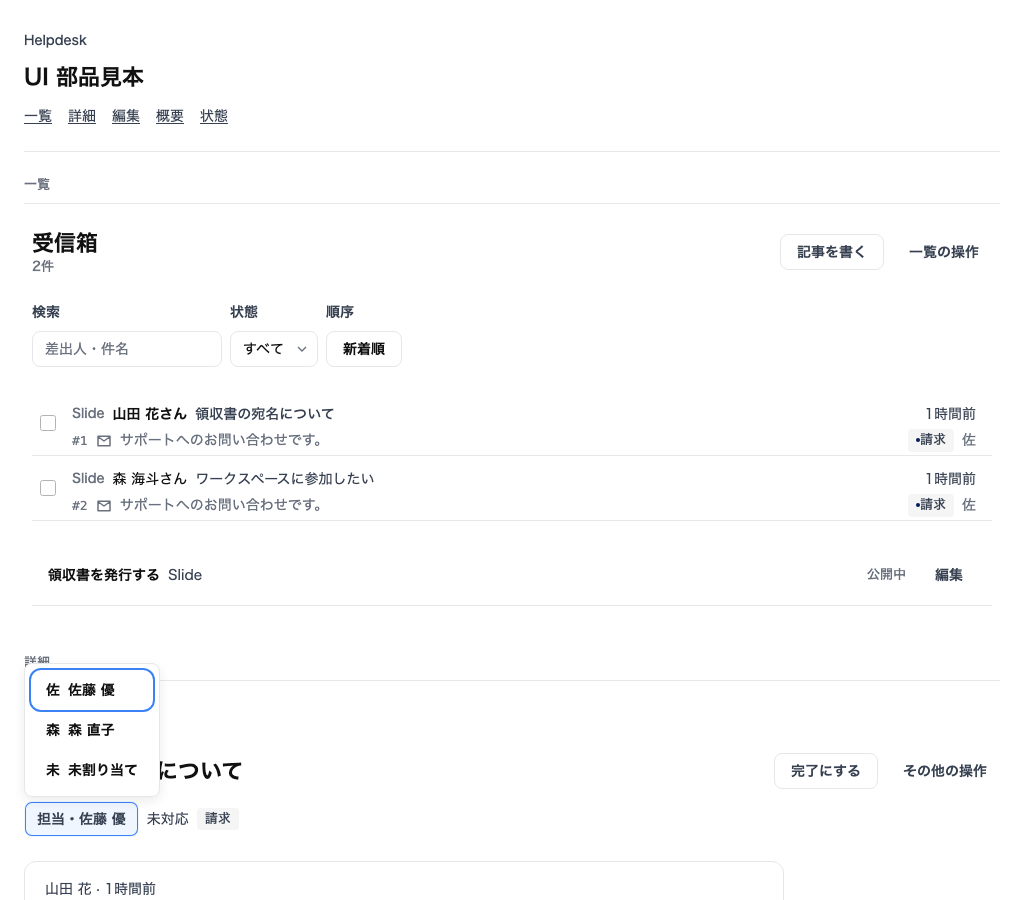 Helpdesk
UI 部品見本
一覧 詳細 編集 概要 状態
一覧
受信箱
2件
記事を書く 一覧の操作
検索 状態 順序
差出人・件名 すべて 新着順
Slide 山田 花さん 領収書の宛名について 1時間前
#1 サポートへのお問い合わせです。 •請求 佐
Slide 森 海斗さん ワークスペースに参加したい 1時間前
#2 サポートへのお問い合わせです。 •請求 佐
領収書を発行する Slide 公開中 編集
詳細
佐 佐藤 優
森 森 直子
未 未割り当て
について 完了にする その他の操作
担当・佐藤 優 未対応 請求
山田 花 · 1時間前